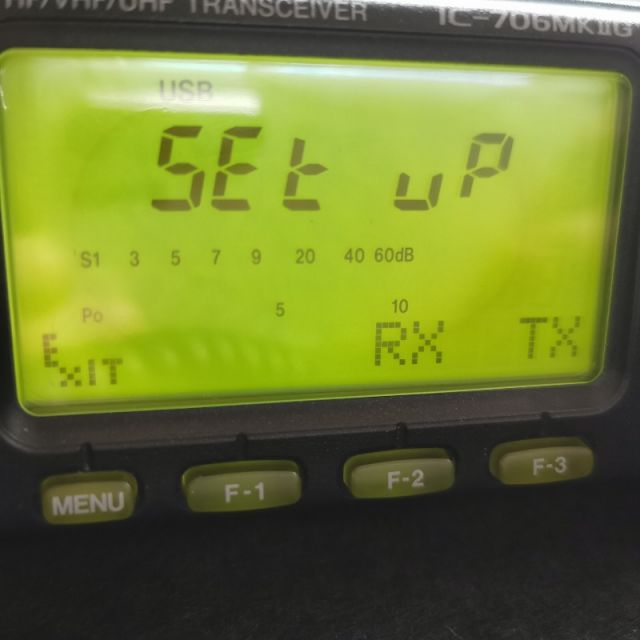 HF/VHF/UHF TRANSCEIVER IC-706MKIIG
USB
SEt uP
S1 3 5 7 9 20 40 60dB
Po 5 10
ExIT RX TX
MENU F-1 F-2 F-3